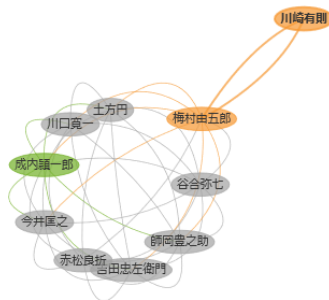 川崎有則
土方円
川口寛一
梅村由五郎
成内頴一郎
谷合弥七
今井匡之
師岡豊之助
赤松良折
吉田忠左衛門